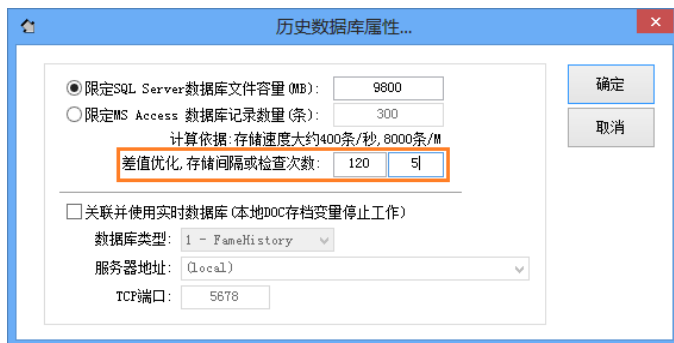 历史数据库属性...
限定SQL Server数据库文件容量(MB): 9800
确定
限定MS Access 数据库记录数量(条): 300
取消
计算依据:存储速度大约400条/秒,8000条/M
差值优化,存储间隔或检查次数: 120 5
关联并使用实时数据库(本地DOC存档变量停止工作)
数据库类型: 1 - FameHistory
服务器地址: (local)
TCP端口: 5678